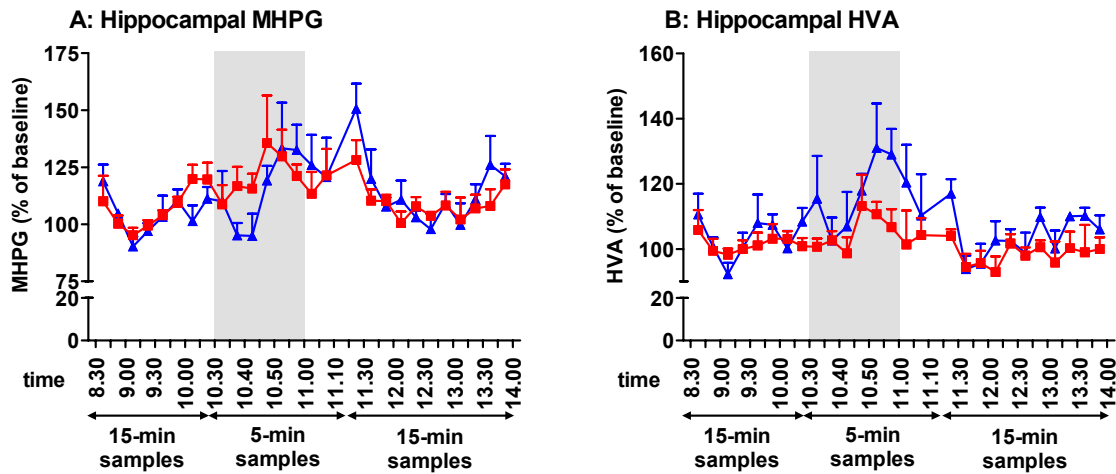 A: Hippocampal MHPG
MHPG (% of baseline)
175
150
125
100
75
20
0
time
8.30
9.00
9.30
10.00
10.30
10.40
10.50
11.00
11.10
11.30
12.00
12.30
13.00
13.30
14.00
15-min
samples
5-min
samples
15-min
samples
B: Hippocampal HVA
HVA (% of baseline)
160
140
120
100
20
0
time
8.30
9.00
9.30
10.00
10.30
10.40
10.50
11.00
11.10
11.30
12.00
12.30
13.00
13.30
14.00
15-min
samples
5-min
samples
15-min
samples